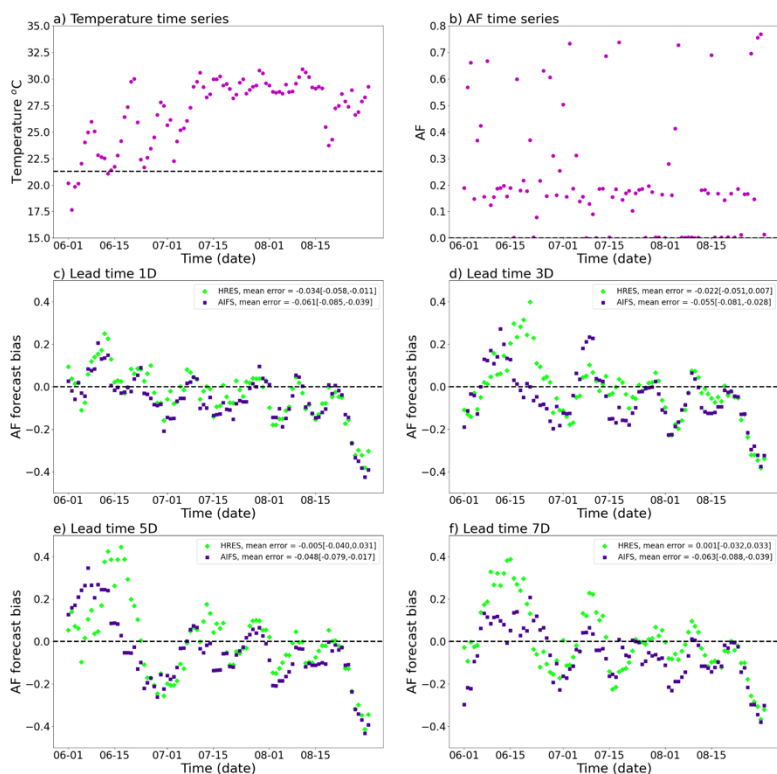 a) Temperature time series
35.0
32.5
30.0
27.5
25.0
22.5
20.0
17.5
15.0
Temperature °C
06-01 06-15 07-01 07-15 08-01 08-15
Time (date)
b) AF time series
0.8
0.7
0.6
0.5
0.4
0.3
0.2
0.1
0.0
AF
06-01 06-15 07-01 07-15 08-01 08-15
Time (date)
c) Lead time 1D
HRES, mean error = -0.034[-0.058,-0.011]
AIFS, mean error = -0.061[-0.085,-0.039]
0.4
0.2
0.0
−0.2
−0.4
AF forecast bias
06-01 06-15 07-01 07-15 08-01 08-15
Time (date)
d) Lead time 3D
HRES, mean error = -0.022[-0.051,0.007]
AIFS, mean error = -0.055[-0.081,-0.028]
0.4
0.2
0.0
−0.2
−0.4
AF forecast bias
06-01 06-15 07-01 07-15 08-01 08-15
Time (date)
e) Lead time 5D
HRES, mean error = -0.005[-0.040,0.031]
AIFS, mean error = -0.048[-0.079,-0.017]
0.4
0.2
0.0
−0.2
−0.4
AF forecast bias
06-01 06-15 07-01 07-15 08-01 08-15
Time (date)
f) Lead time 7D
HRES, mean error = 0.001[-0.032,0.033]
AIFS, mean error = -0.063[-0.088,-0.039]
0.4
0.2
0.0
−0.2
−0.4
AF forecast bias
06-01 06-15 07-01 07-15 08-01 08-15
Time (date)